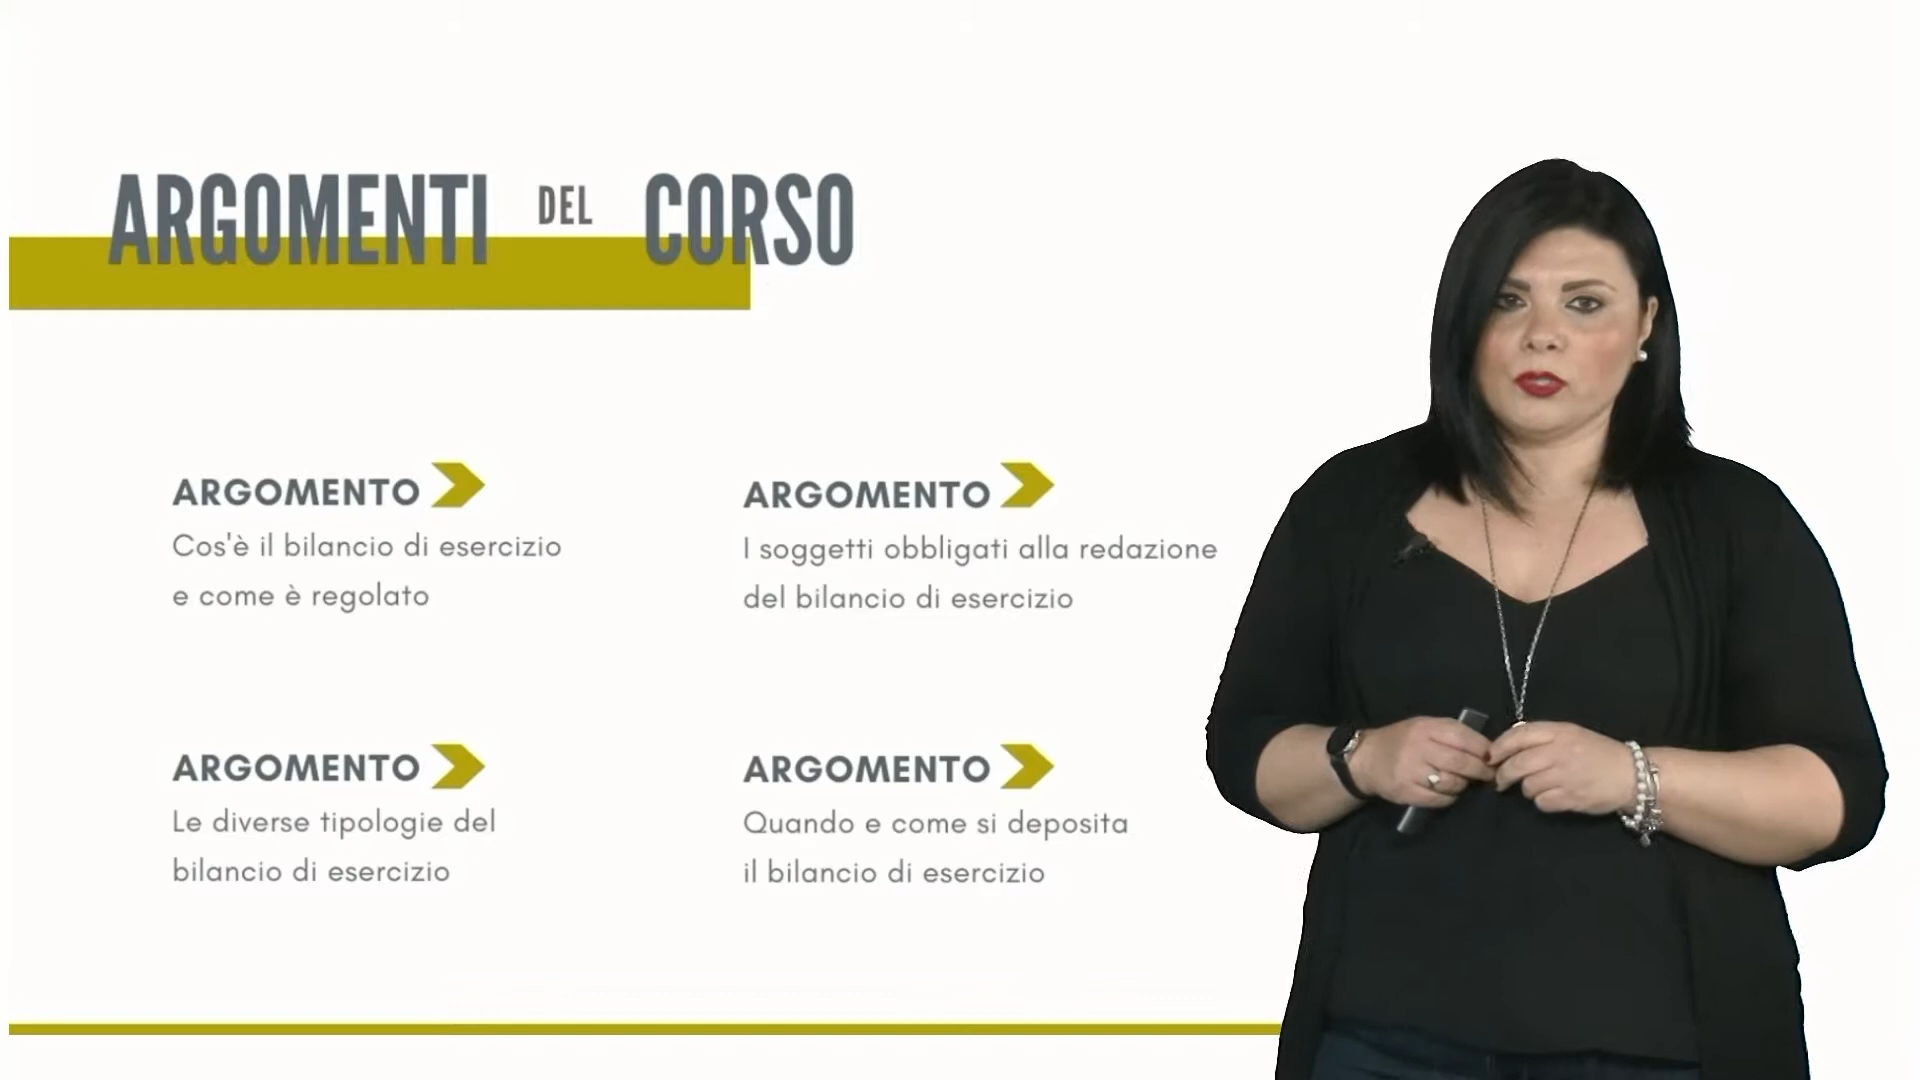 ARGOMENTI DEL CORSO
ARGOMENTO
Cos'è il bilancio di esercizio
e come è regolato
ARGOMENTO
I soggetti obbligati alla redazione
del bilancio di esercizio
ARGOMENTO
Le diverse tipologie del
bilancio di esercizio
ARGOMENTO
Quando e come si deposita
il bilancio di esercizio